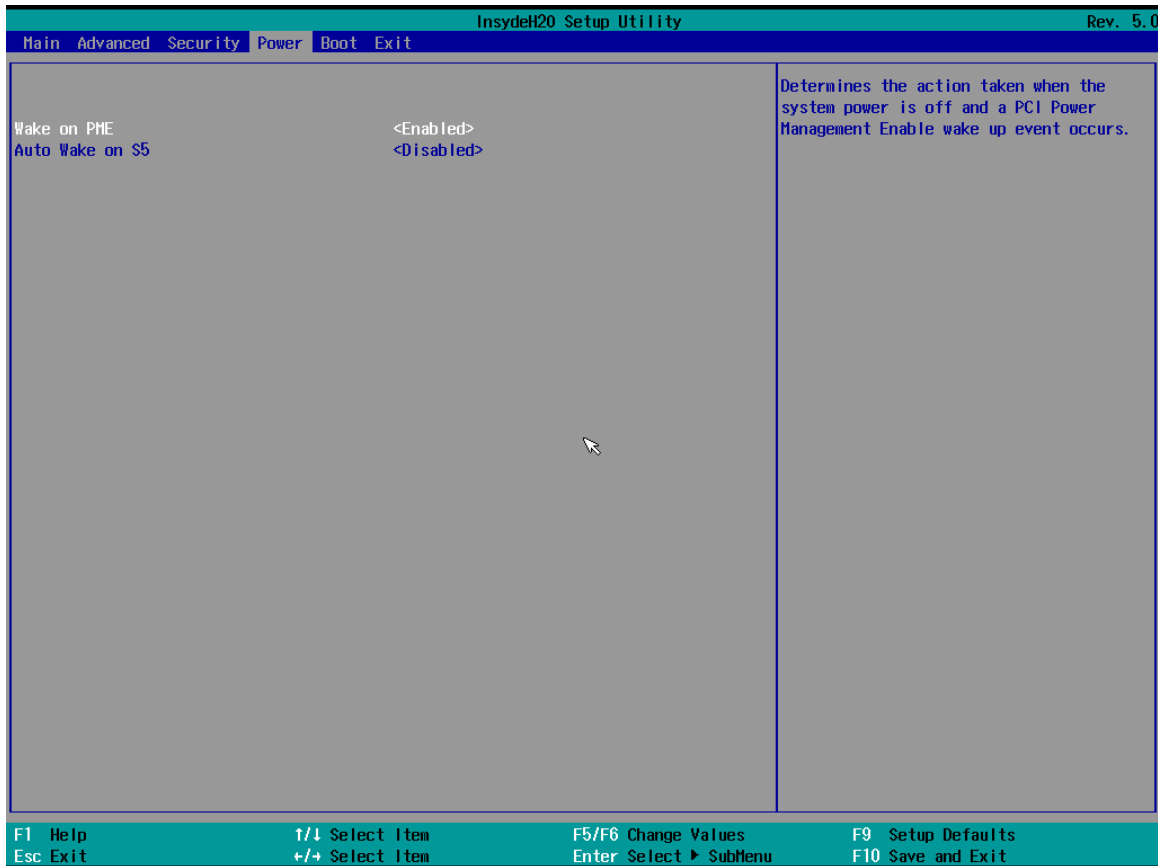 InsydeH20 Setup Utility Rev. 5.0
Main Advanced Security Power Boot Exit
Wake on PME <Enabled>
Auto Wake on S5 <Disabled>
Determines the action taken when the
system power is off and a PCI Power
Management Enable wake up event occurs.
F1 Help ↑/↓ Select Item F5/F6 Change Values F9 Setup Defaults
Esc Exit ←/→ Select Item Enter Select ▶ SubMenu F10 Save and Exit